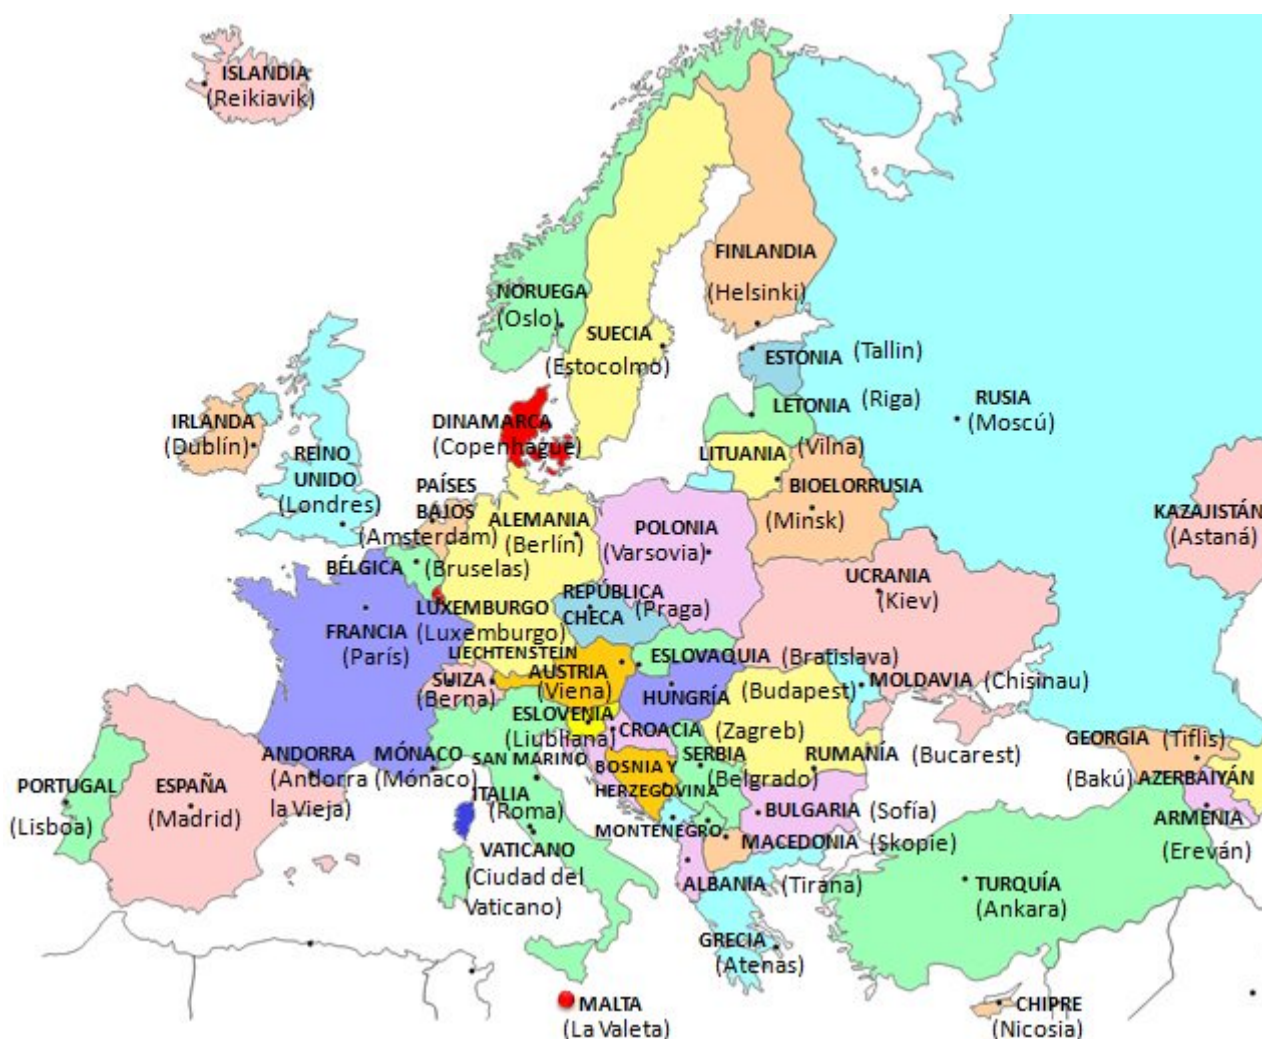 ISLANDIA
(Reikiavik)
FINLANDIA
(Helsinki)
NORUEGA
(Oslo)
SUECIA
(Estocolmo)
ESTONIA (Tallin)
LETONIA (Riga)
RUSIA
(Moscú)
IRLANDA
(Dublín)
DINAMARCA
(Copenhague)
REINO
UNIDO
(Londres)
LITUANIA (Vilna)
BIOELORRUSIA
(Minsk)
PAÍSES
BAJOS
(Amsterdam)
ALEMANIA
(Berlín)
POLONIA
(Varsovia)
KAZAJISTÁN
(Astaná)
BÉLGICA (Bruselas)
UCRANIA
(Kiev)
REPÚBLICA
CHECA
(Praga)
LUXEMBURGO
(Luxemburgo)
FRANCIA
(París)
LIECHTENSTEIN
ESLOVAQUIA (Bratislava)
SUIZA
(Berna)
AUSTRIA
(Viena)
HUNGRÍA (Budapest)
MOLDAVIA (Chisinau)
ESLOVENIA
(Liubliana)
CROACIA (Zagreb)
ANDORRA
(Andorra
la Vieja)
MÓNACO
(Mónaco)
SAN MARINO
BOSNIA Y
HERZEGOVINA
SERBIA
(Belgrado)
RUMANÍA (Bucarest)
GEORGIA (Tiflis)
(Bakú)
AZERBAIYÁN
PORTUGAL
(Lisboa)
ESPAÑA
(Madrid)
ITALIA
(Roma)
BULGARIA (Sofía)
ARMENIA
(Ereván)
MONTENEGRO
MACEDONIA (Skopie)
VATICANO
(Ciudad del
Vaticano)
ALBANIA (Tirana)
TURQUÍA
(Ankara)
GRECIA
(Atenas)
MALTA
(La Valeta)
CHIPRE
(Nicosia)